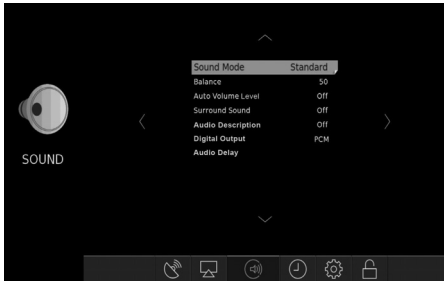 Sound Mode Standard
Balance 50
Auto Volume Level Off
Surround Sound Off
Audio Description Off
Digital Output PCM
Audio Delay
SOUND